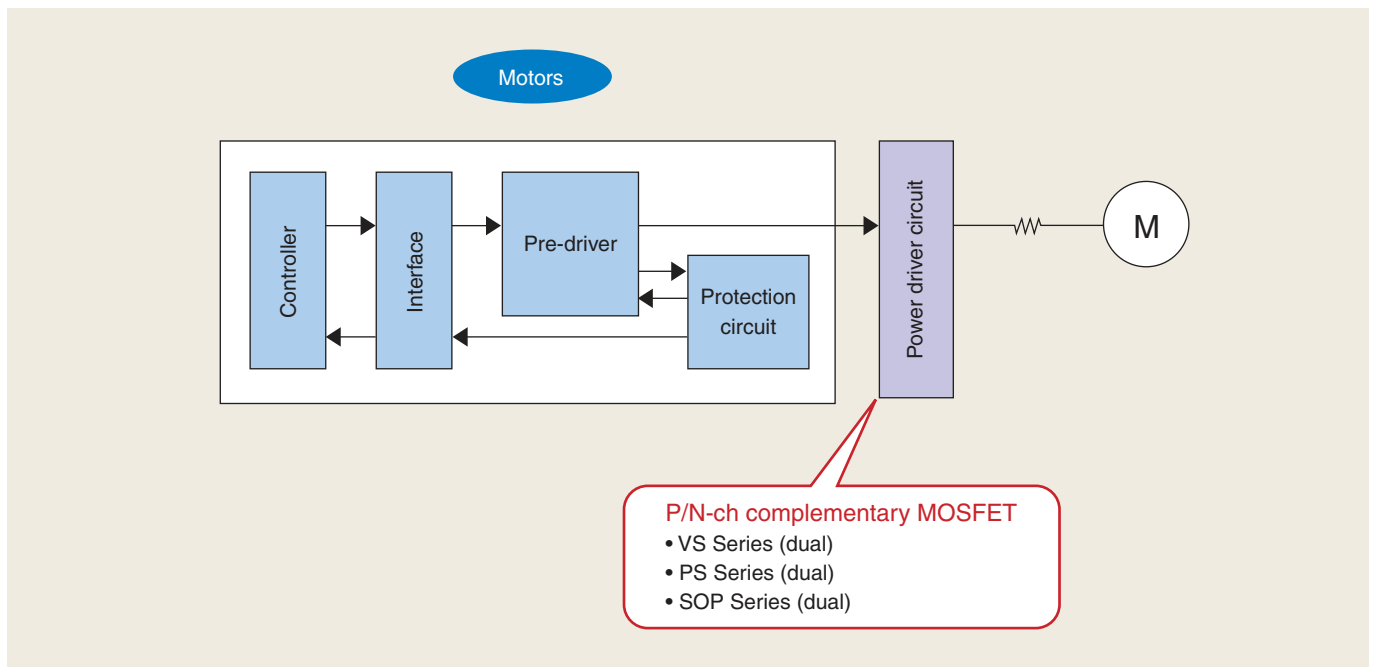 Motors
Controller
Interface
Pre-driver
Protection
circuit
Power driver circuit
M
P/N-ch complementary MOSFET
• VS Series (dual)
• PS Series (dual)
• SOP Series (dual)